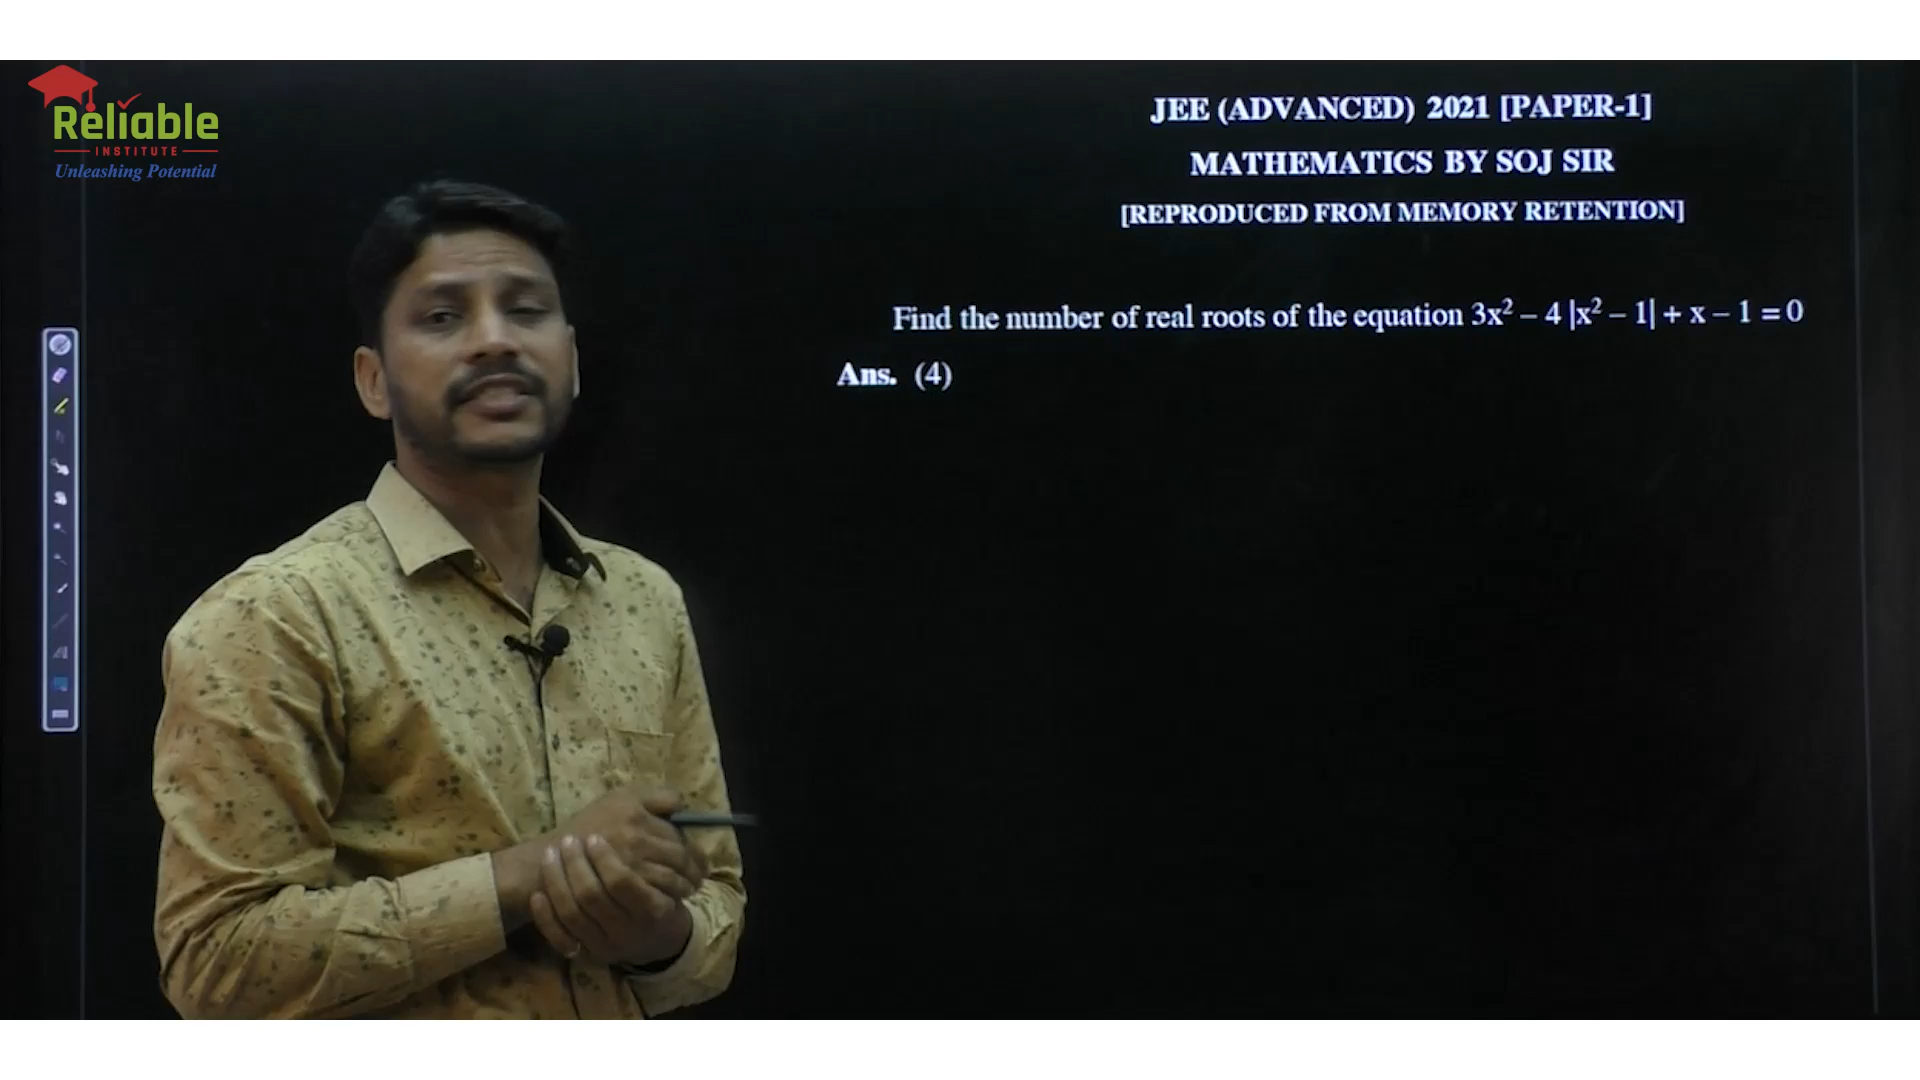 Reliable
INSTITUTE
Unleashing Potential
JEE (ADVANCED) 2021 [PAPER-1]
MATHEMATICS BY SOJ SIR
[REPRODUCED FROM MEMORY RETENTION]
Find the number of real roots of the equation 3x² – 4 |x² – 1| + x – 1 = 0
Ans. (4)